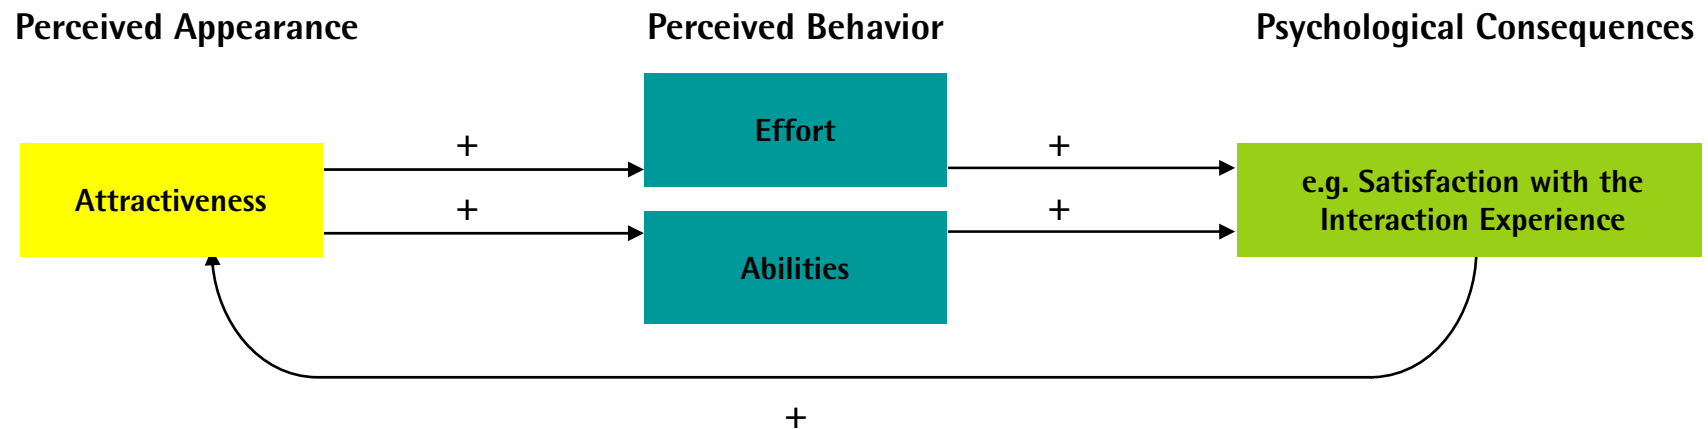 Perceived Appearance
Perceived Behavior
Psychological Consequences
Effort
+
+
Attractiveness
e.g. Satisfaction with the
Interaction Experience
+
+
Abilities
+